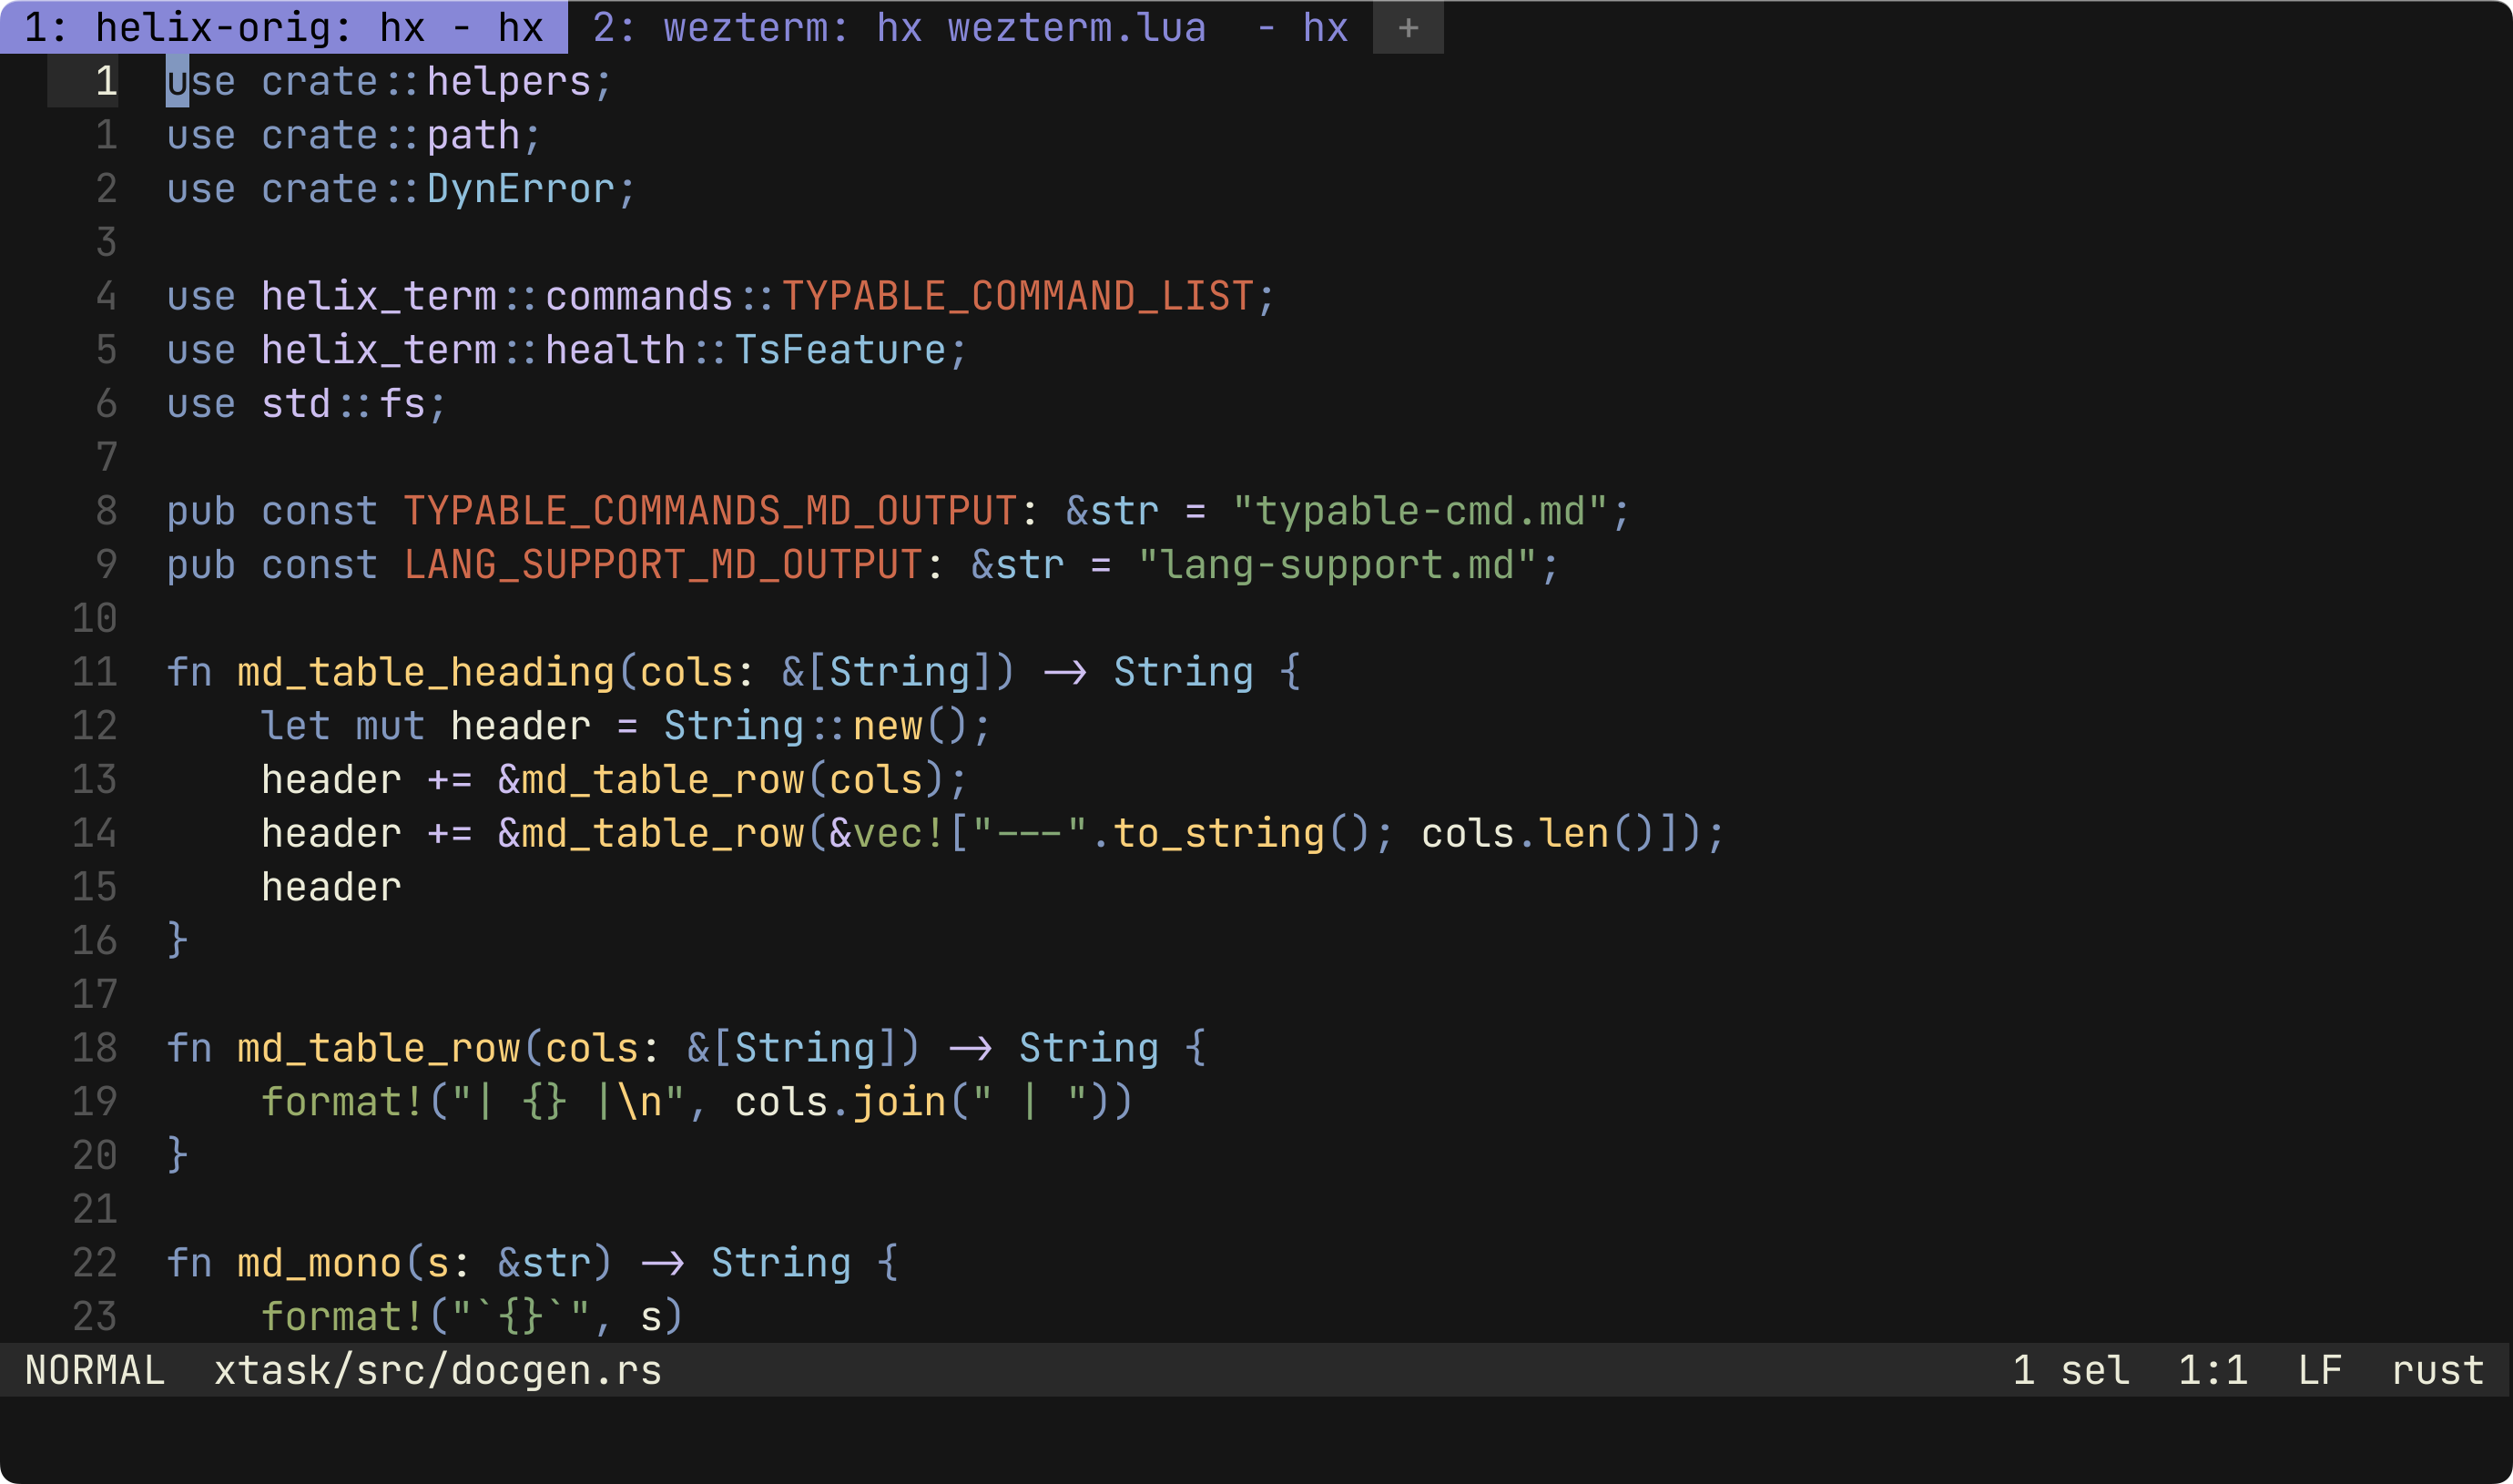 1: helix-orig: hx - hx  2: wezterm: hx wezterm.lua  - hx  +
1  use crate::helpers;
1  use crate::path;
2  use crate::DynError;
3
4  use helix_term::commands::TYPABLE_COMMAND_LIST;
5  use helix_term::health::TsFeature;
6  use std::fs;
7
8  pub const TYPABLE_COMMANDS_MD_OUTPUT: &str = "typable-cmd.md";
9  pub const LANG_SUPPORT_MD_OUTPUT: &str = "lang-support.md";
10
11  fn md_table_heading(cols: &[String]) -> String {
12      let mut header = String::new();
13      header += &md_table_row(cols);
14      header += &md_table_row(&vec!["---".to_string(); cols.len()]);
15      header
16  }
17
18  fn md_table_row(cols: &[String]) -> String {
19      format!("| {} |\n", cols.join(" | "))
20  }
21
22  fn md_mono(s: &str) -> String {
23      format!("`{}`", s)
NORMAL  xtask/src/docgen.rs  1 sel  1:1  LF  rust